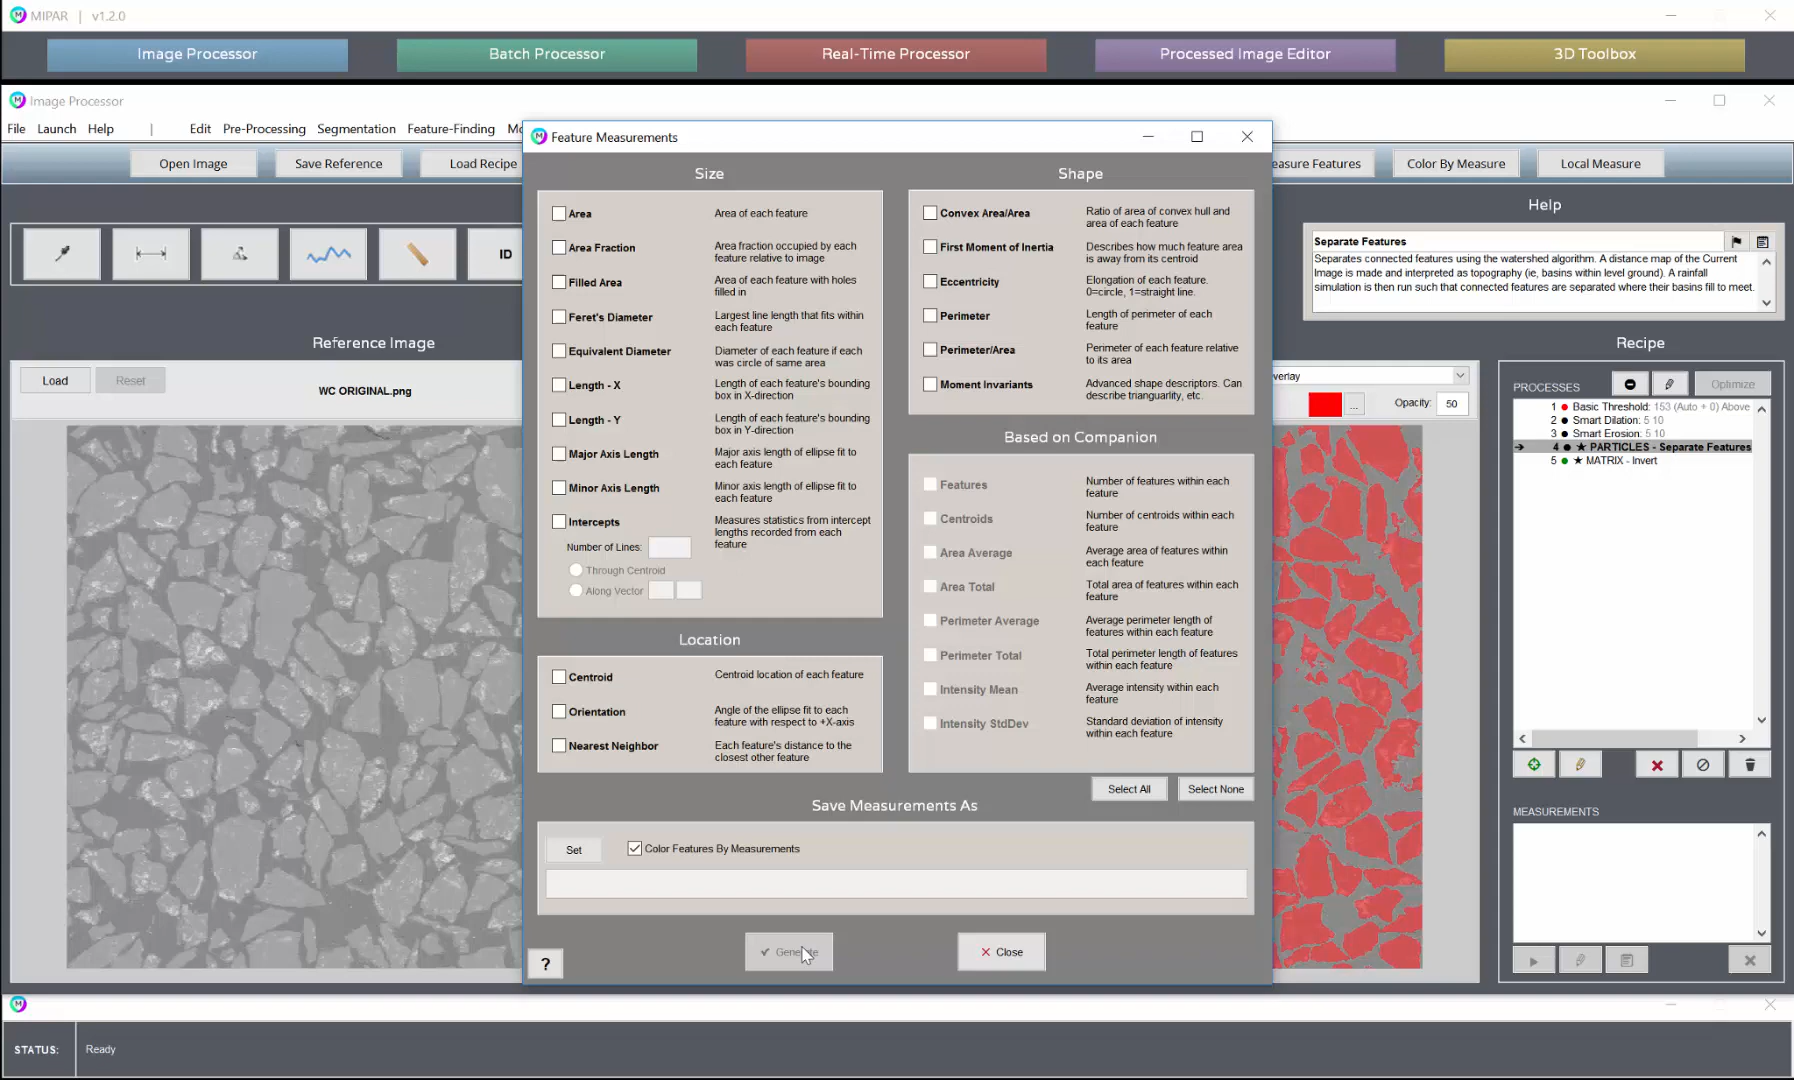 MIPAR | v1.2.0
Image Processor
Batch Processor
Real-Time Processor
Processed Image Editor
3D Toolbox
Image Processor
File Launch Help | Edit Pre-Processing Segmentation Feature-Finding
Open Image
Save Reference
Load Recipe
easure Features
Color By Measure
Local Measure
ID
Reference Image
Load
Reset
WC ORIGINAL.png
Feature Measurements
Size
Area
Area of each feature
Area Fraction
Area fraction occupied by each
feature relative to image
Filled Area
Area of each feature with holes
filled in
Feret's Diameter
Largest line length that fits within
each feature
Equivalent Diameter
Diameter of each feature if each
was circle of same area
Length - X
Length of each feature's bounding
box in X-direction
Length - Y
Length of each feature's bounding
box in Y-direction
Major Axis Length
Major axis length of ellipse fit to
each feature
Minor Axis Length
Minor axis length of ellipse fit to
each feature
Intercepts
Measures statistics from intercept
lengths recorded from each
feature
Number of Lines:
Through Centroid
Along Vector
Location
Centroid
Centroid location of each feature
Orientation
Angle of the ellipse fit to each
feature with respect to +X-axis
Nearest Neighbor
Each feature's distance to the
closest other feature
Shape
Convex Area/Area
Ratio of area of convex hull and
area of each feature
First Moment of Inertia
Describes how much feature area
is away from its centroid
Eccentricity
Elongation of each feature.
0=circle, 1=straight line.
Perimeter
Length of perimeter of each
feature
Perimeter/Area
Perimeter of each feature relative
to its area
Moment Invariants
Advanced shape descriptors. Can
describe trianguarlity, etc.
Based on Companion
Features
Number of features within each
feature
Centroids
Number of centroids within each
feature
Area Average
Average area of features within
each feature
Area Total
Total area of features within each
feature
Perimeter Average
Average perimeter length of
features within each feature
Perimeter Total
Total perimeter length of features
within each feature
Intensity Mean
Average intensity within each
feature
Intensity StdDev
Standard deviation of intensity
within each feature
Select All
Select None
Save Measurements As
Set
Color Features By Measurements
?
Close
Help
Separate Features
Separates connected features using the watershed algorithm. A distance map of the Current
Image is made and interpreted as topography (ie, basins within level ground). A rainfall
simulation is then run such that connected features are separated where their basins fill to meet.
verlay
...
Opacity: 50
Recipe
PROCESSES
Optimize
1 Basic Threshold: 153 (Auto + 0) Above
2 Smart Dilation: 5 10
3 Smart Erosion: 5 10
4 ★ PARTICLES - Separate Features
5 ★ MATRIX - Invert
MEASUREMENTS
STATUS:
Ready